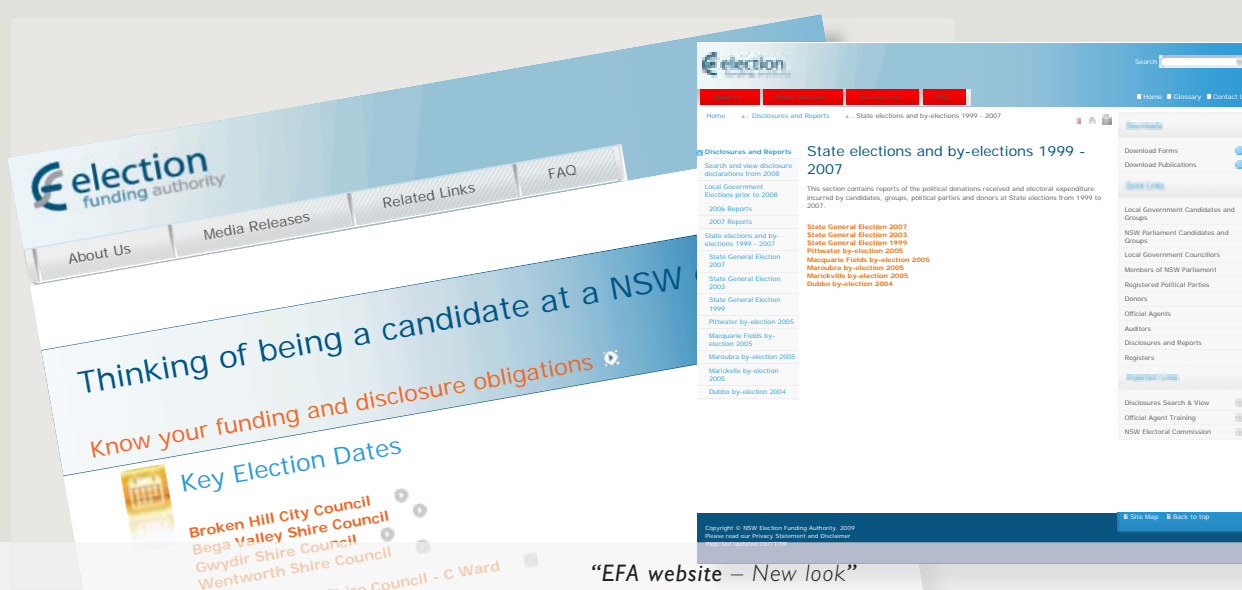 election
funding authority
About Us
Media Releases
Related Links
FAQ
Thinking of being a candidate at a NSW
Know your funding and disclosure obligations
Key Election Dates
Broken Hill City Council
Bega Valley Shire Council
Gwydir Shire Council
Wentworth Shire Council
Shire Council - C Ward
election
Search
Home
Glossary
Contact
Home
Disclosures and Reports
State elections and by-elections 1999 - 2007
Disclosures and Reports
Search and view disclosure
declarations from 2008
Local Government
Elections prior to 2008
2006 Reports
2007 Reports
State elections and by-
elections 1999 - 2007
State General Election
2007
State General Election
2003
State General Election
1999
Pittwater by-election 2005
Macquarie Fields by-
election 2005
Maroubra by-election 2005
Marickville by-election
2005
Dubbo by-election 2004
State elections and by-elections 1999 -
2007
This section contains reports of the political donations received and electoral expenditure
incurred by candidates, groups, political parties and donors at State elections from 1999 to
2007.
State General Election 2007
State General Election 2003
State General Election 1999
Pittwater by-election 2005
Macquarie Fields by-election 2005
Maroubra by-election 2005
Marickville by-election 2005
Dubbo by-election 2004
Downloads
Download Forms
Download Publications
Quick Links
Local Government Candidates and
Groups
NSW Parliament Candidates and
Groups
Local Government Councillors
Members of NSW Parliament
Registered Political Parties
Donors
Official Agents
Auditors
Disclosures and Reports
Registers
Important Links
Disclosures Search & View
Official Agent Training
NSW Electoral Commission
Copyright © NSW Election Funding Authority, 2009
Please read our Privacy Statement and Disclaimer
Site Map
Back to top
“EFA website – New look”